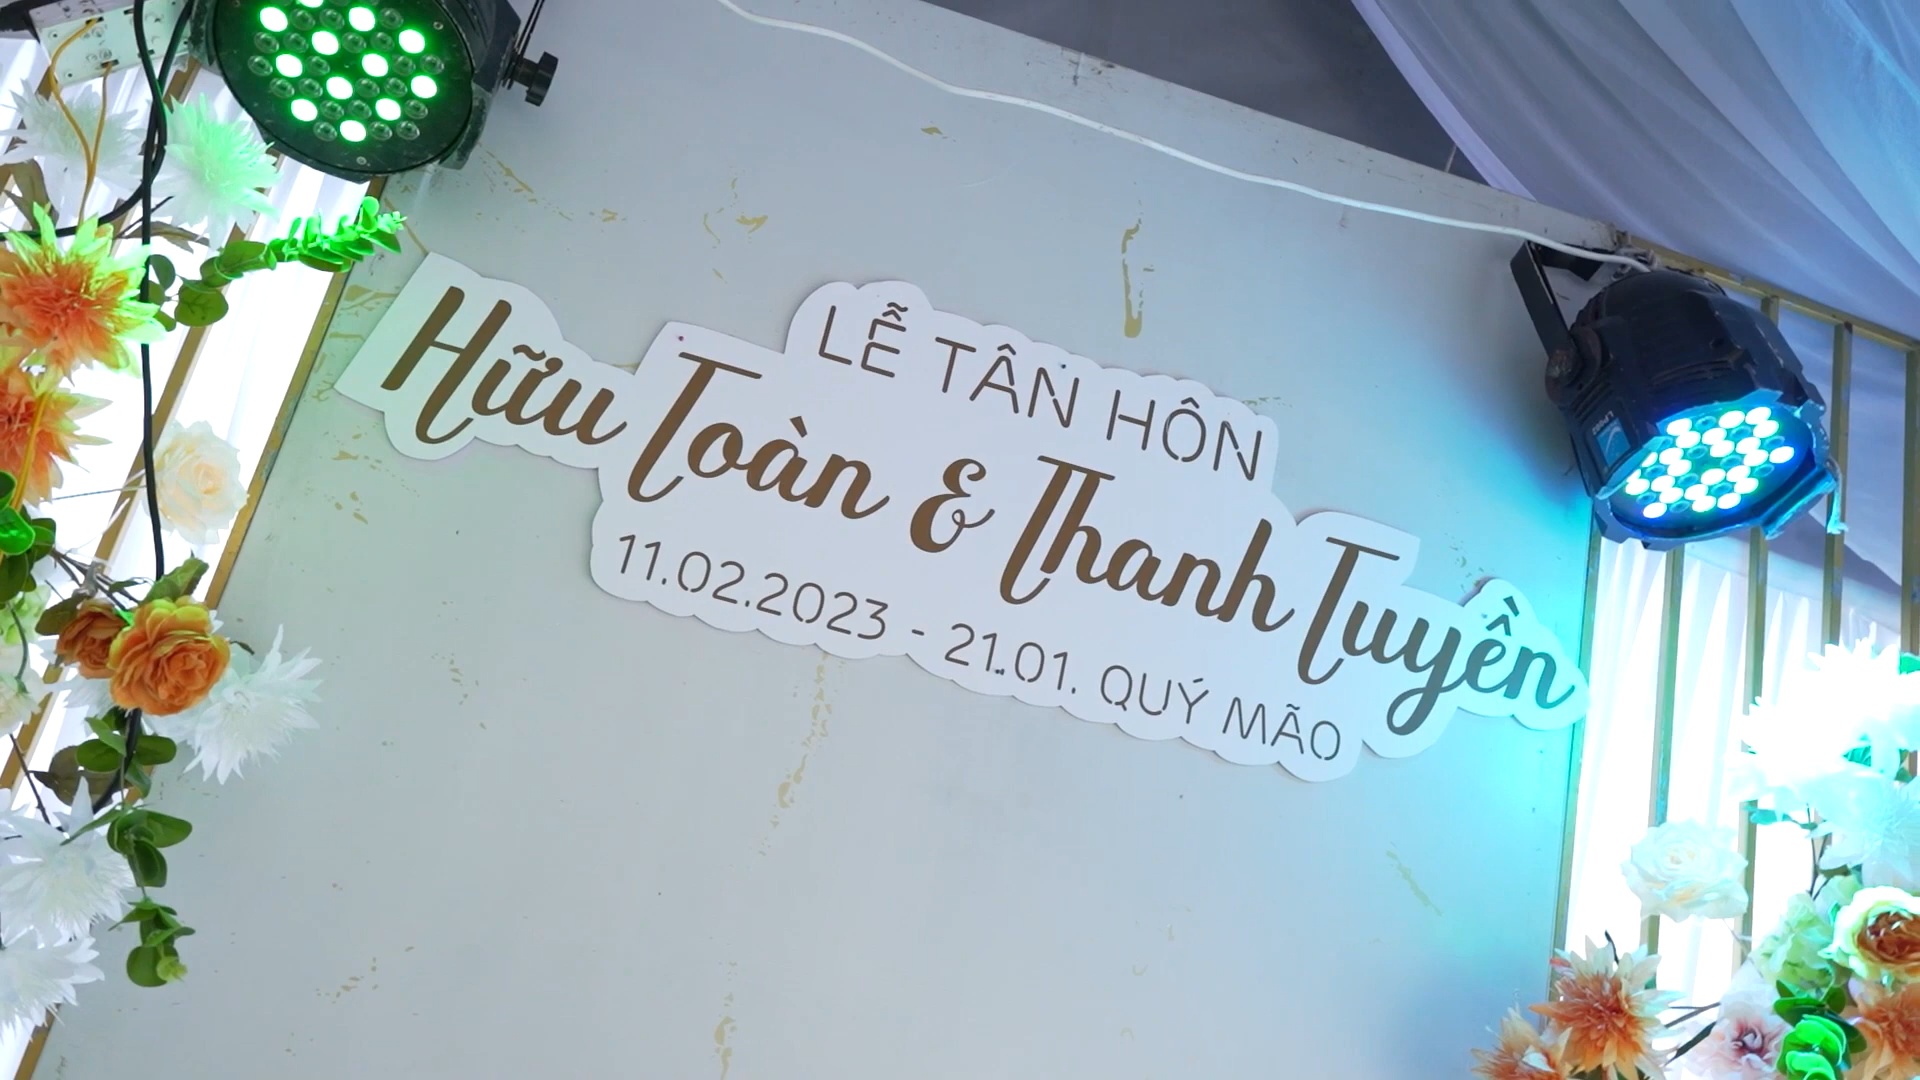 LỄ TÂN HÔN
Hữu Toàn & Thanh Tuyền
11.02.2023 - 21.01. QUÝ MÃO